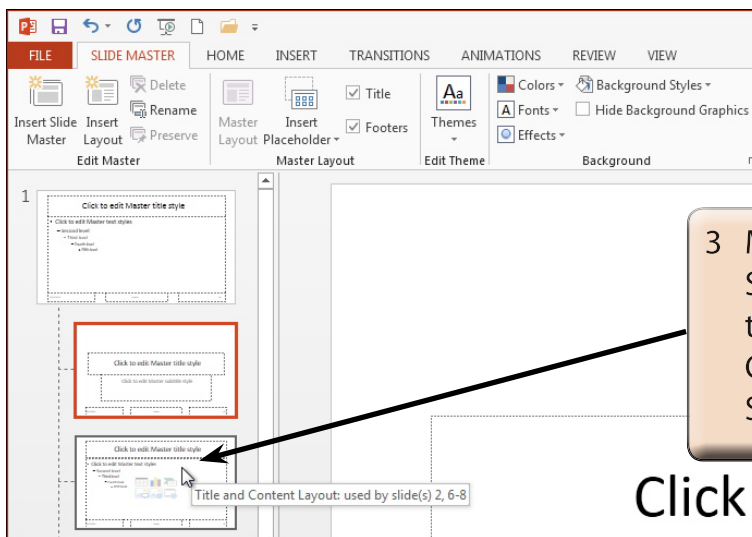 FILE SLIDE MASTER HOME INSERT TRANSITIONS ANIMATIONS REVIEW VIEW
Insert Slide Master
Insert Layout
Delete
Rename
Preserve
Edit Master
Master Layout
Insert Placeholder
Title
Footers
Master Layout
Aa
Themes
Edit Theme
Colors
A Fonts
Effects
Background Styles
Hide Background Graphics
Background
1
Click to edit Master title style
• Click to edit Master text styles
– Second level
• Third level
– Fourth level
» Fifth level
Click to edit Master title style
Click to edit Master subtitle style
Click to edit Master title style
• Click to edit Master text styles
– Second level
• Third level
– Fourth level
Title and Content Layout: used by slide(s) 2, 6-8
3
Click